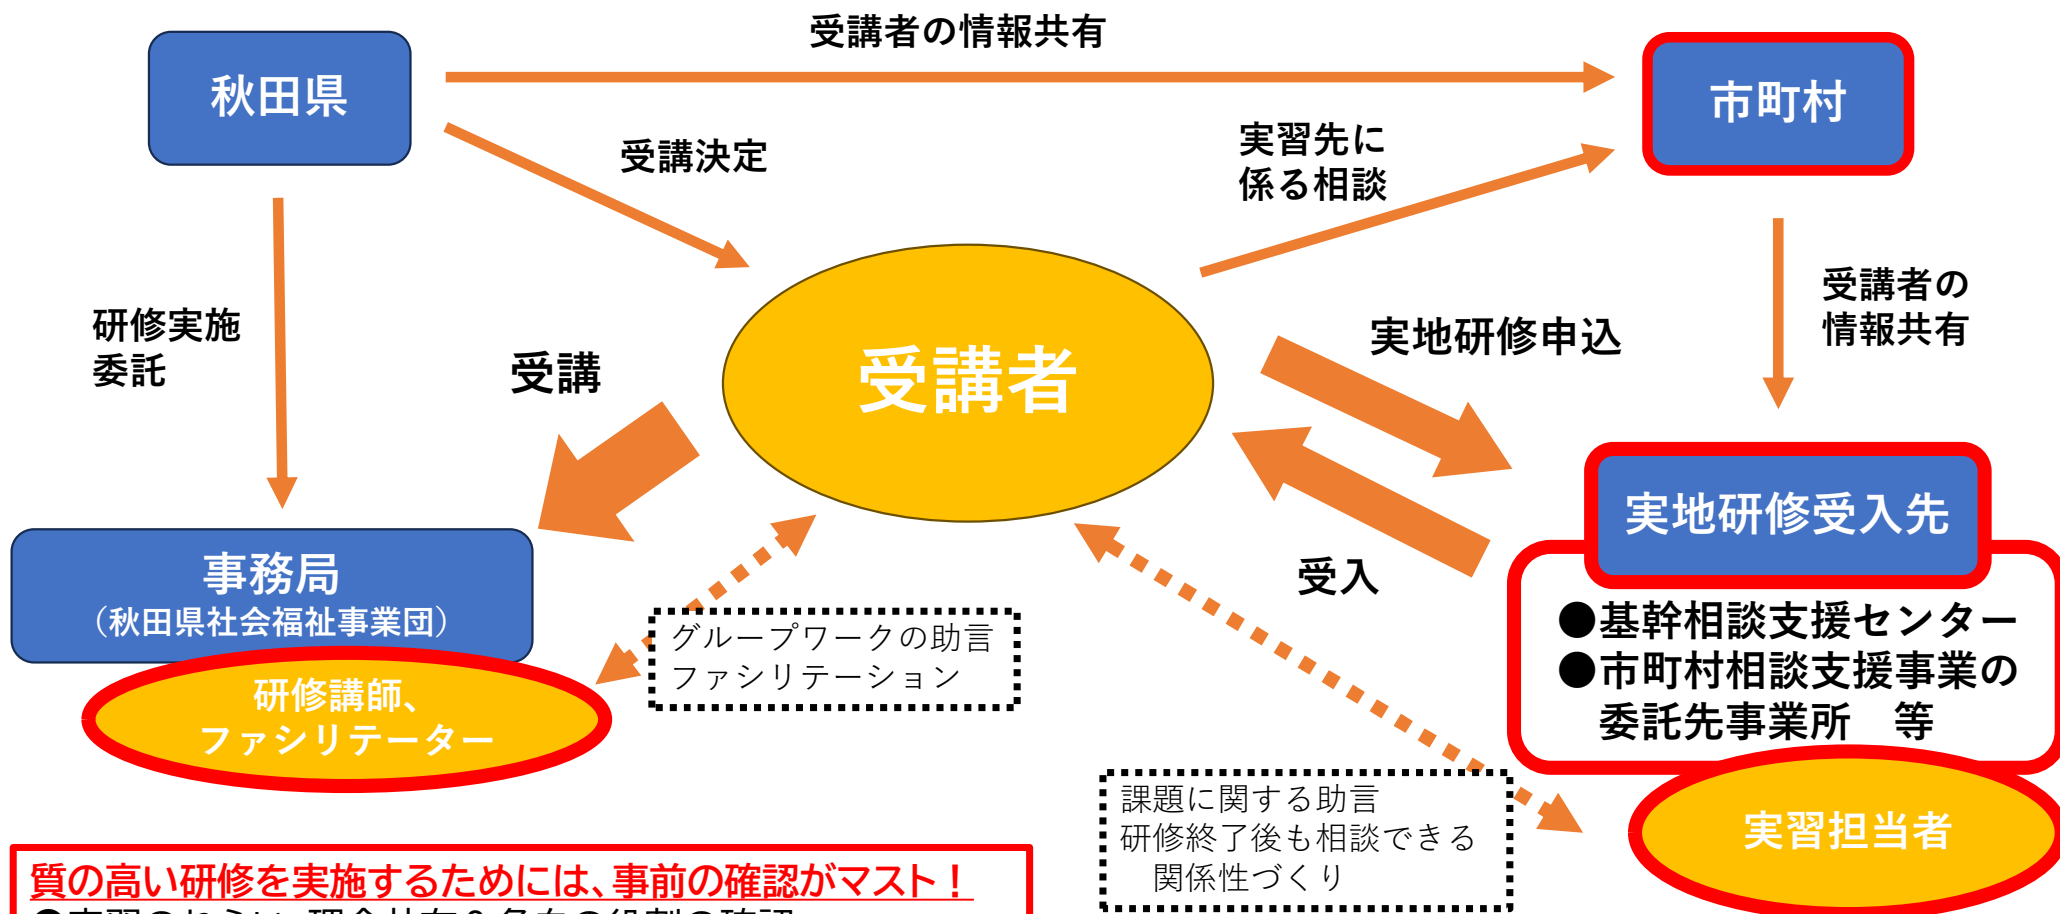 受講者の情報共有
秋田県
市町村
受講決定
実習先に
係る相談
研修実施
委託
受講
受講者
実地研修申込
受講者の
情報共有
実地研修受入先
受入
事務局
（秋田県社会福祉事業団）
研修講師、
ファシリテーター
グループワークの助言
ファシリテーション
●基幹相談支援センター
●市町村相談支援事業の
委託先事業所　等
課題に関する助言
研修終了後も相談できる
関係性づくり
実習担当者
質の高い研修を実施するためには、事前の確認がマスト！